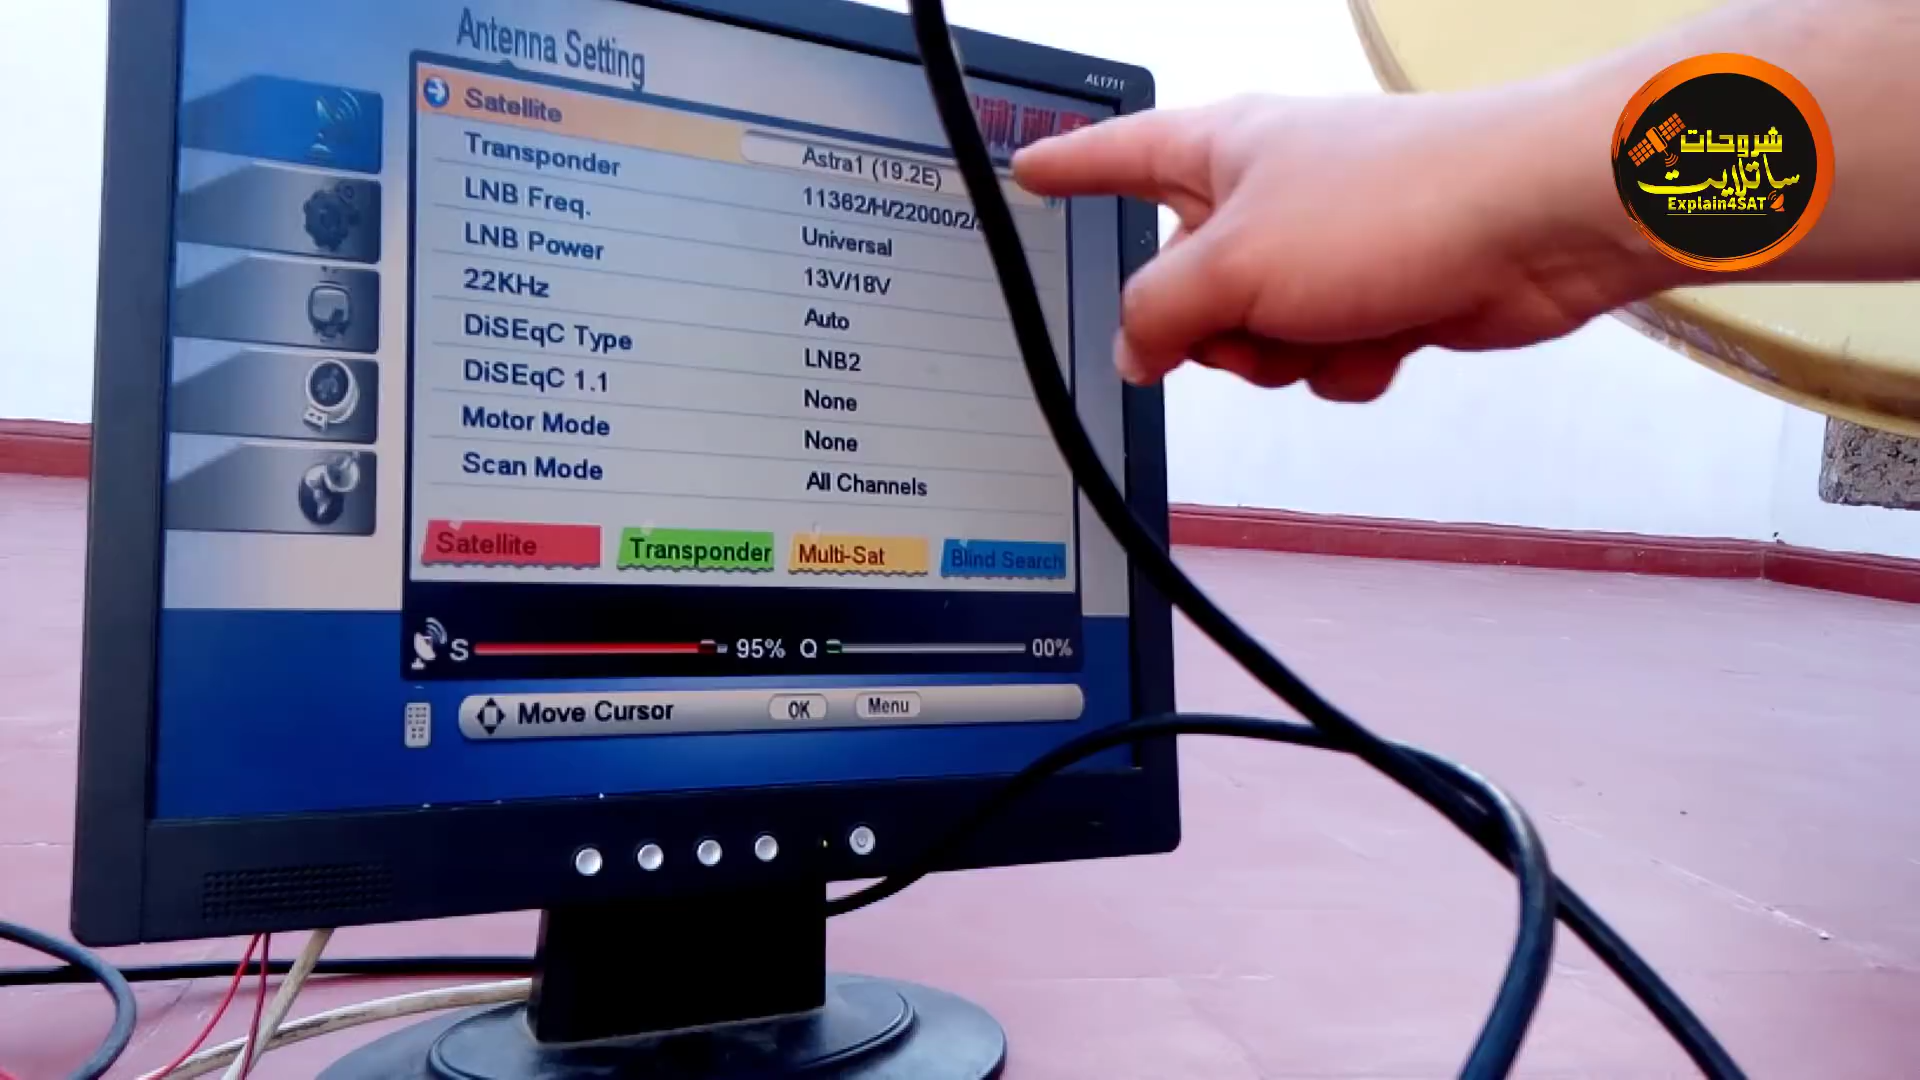 Antenna Setting
AL1711
Satellite Astra1 (19.2E)
Transponder 11362/H/22000/2/
LNB Freq. Universal
LNB Power 13V/18V
22KHz Auto
DiSEqC Type LNB2
DiSEqC 1.1 None
Motor Mode None
Scan Mode All Channels
Satellite Transponder Multi-Sat Blind Search
S 95% Q 00%
Move Cursor OK Menu
شروحات
ساتلايت
Explain4SAT